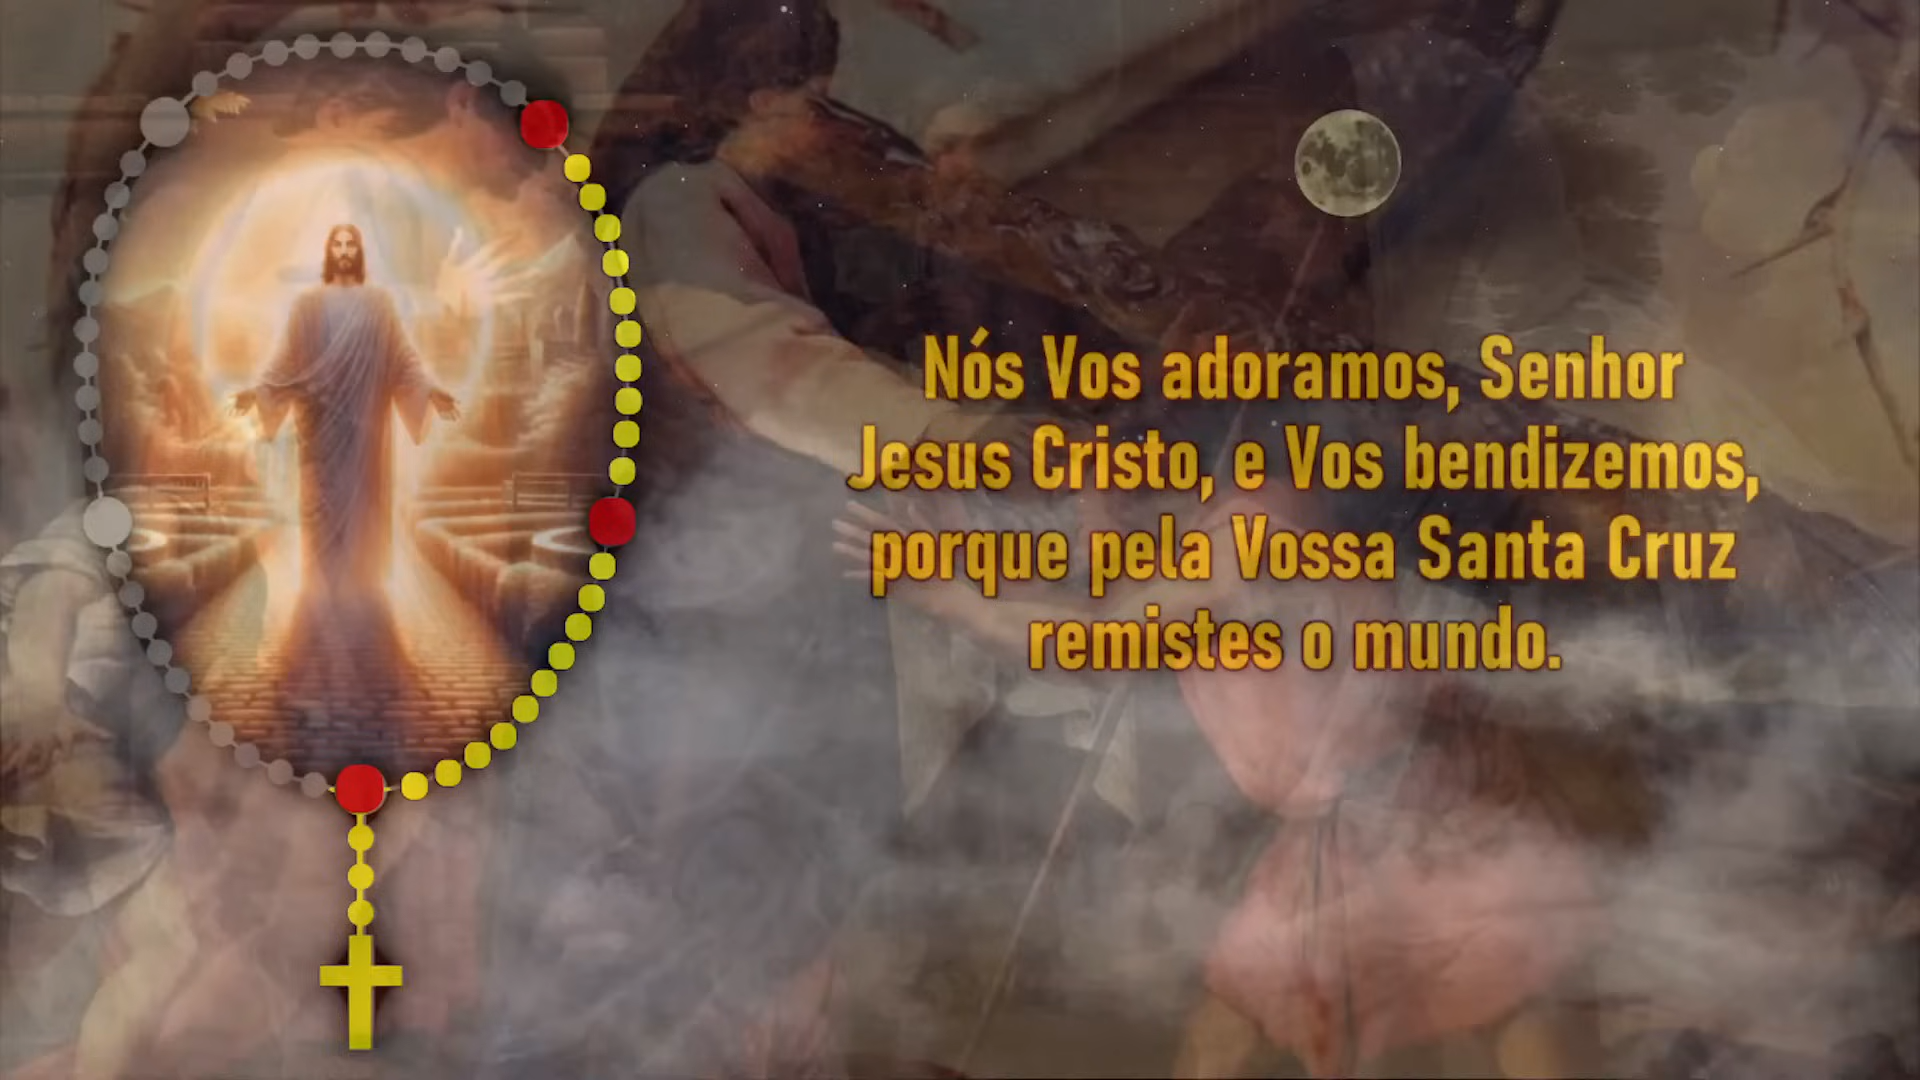 Nós Vos adoramos, Senhor
Jesus Cristo, e Vos bendizemos,
porque pela Vossa Santa Cruz
remistes o mundo.